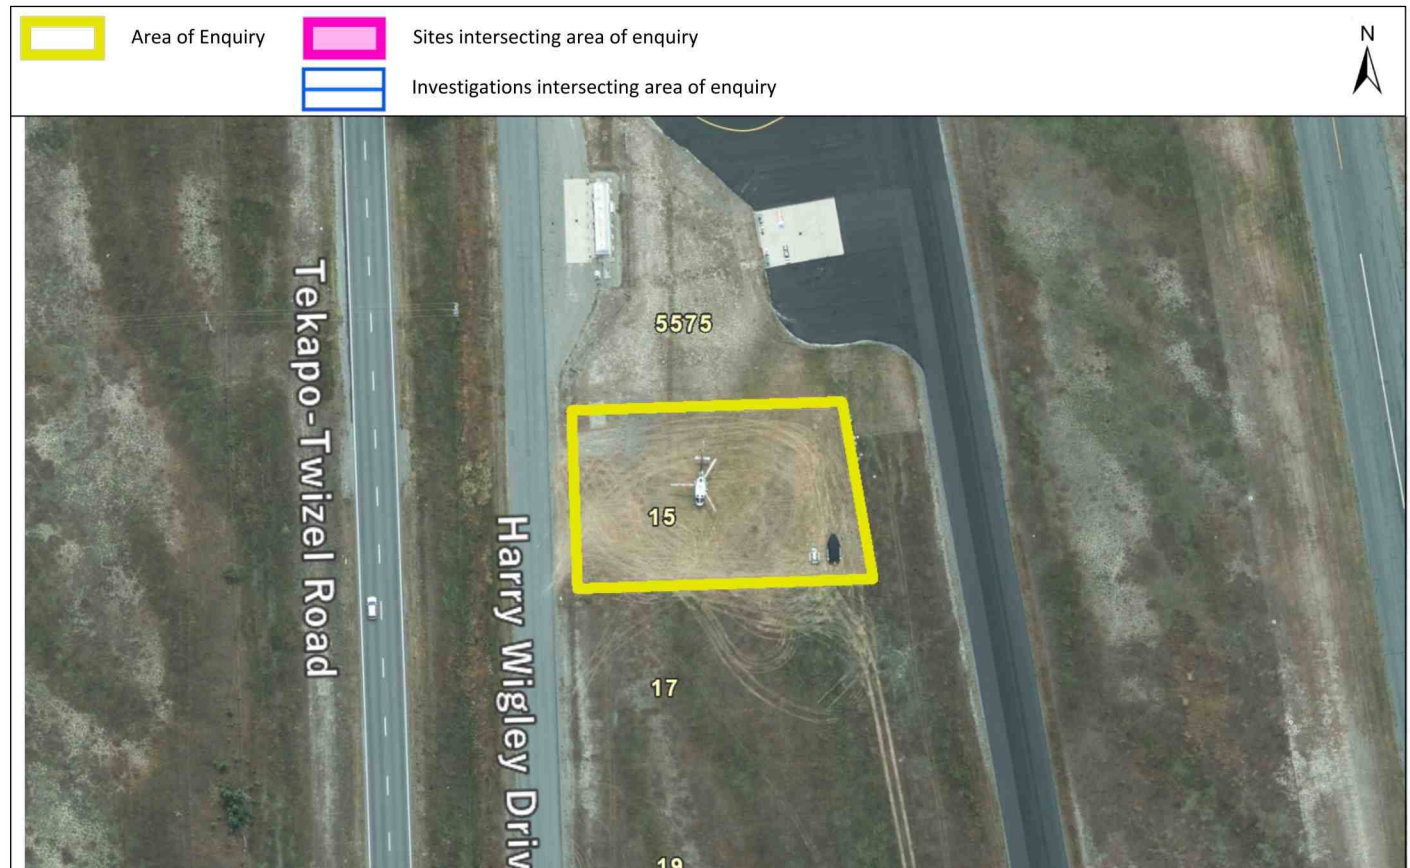 Area of Enquiry
Sites intersecting area of enquiry
N
Investigations intersecting area of enquiry
5575
Tekapo-Twizel Road
15
Harry Wigley Driv
17
19